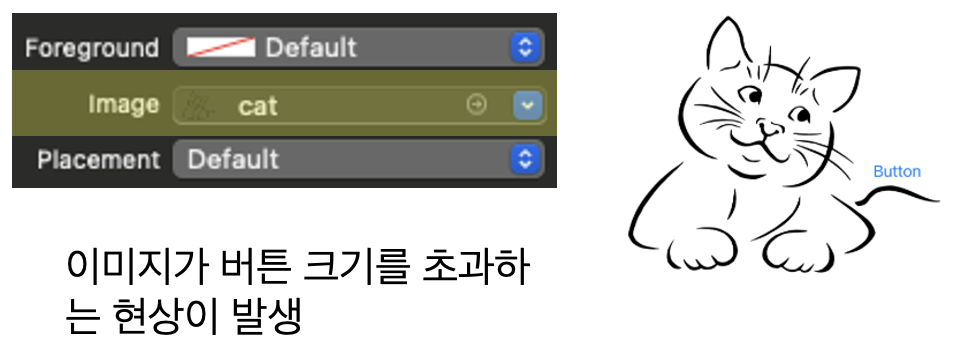 Foreground Default
Image cat
Placement Default
Button
이미지가 버튼 크기를 초과하
는 현상이 발생